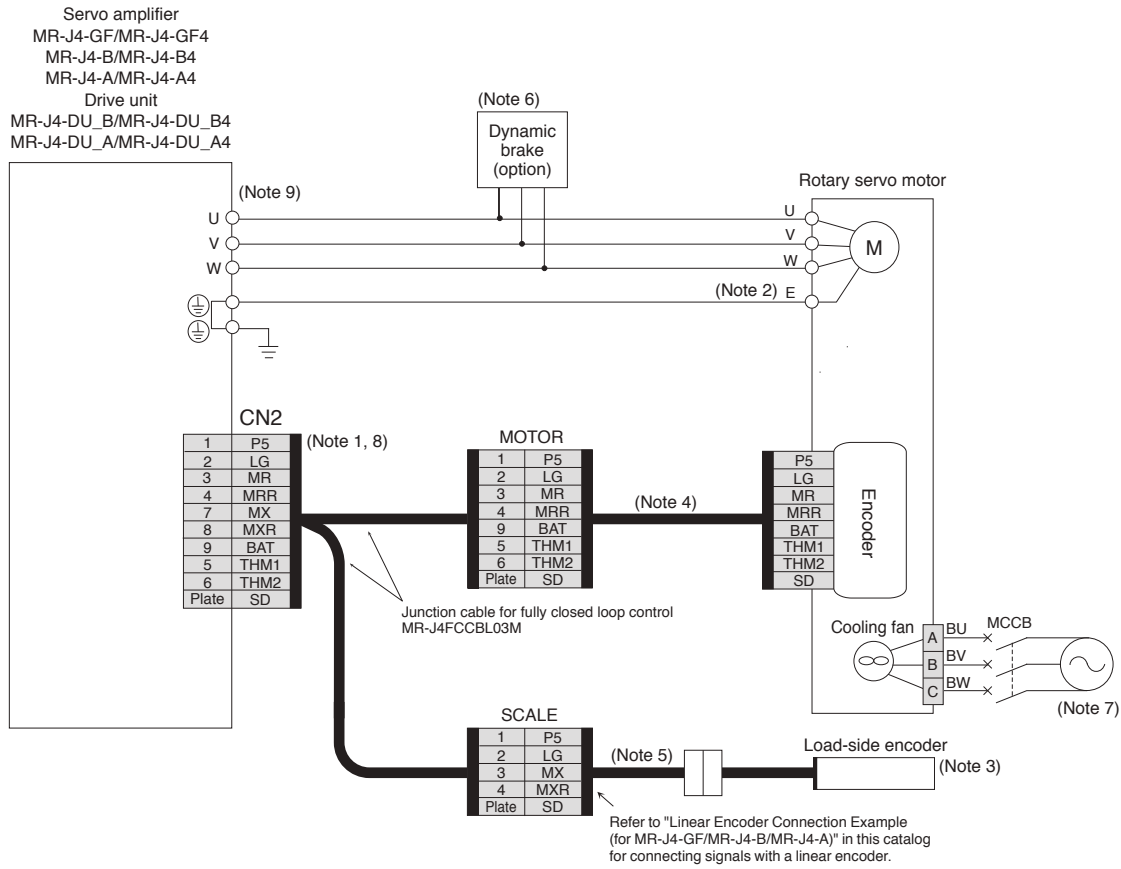 Servo amplifier
MR-J4-GF/MR-J4-GF4
MR-J4-B/MR-J4-B4
MR-J4-A/MR-J4-A4
Drive unit
MR-J4-DU_B/MR-J4-DU_B4
MR-J4-DU_A/MR-J4-DU_A4
(Note 6)
Dynamic
brake
(option)
(Note 9)
U
V
W
Rotary servo motor
U
V
W
M
(Note 2) E
CN2
(Note 1, 8)
1 P5
2 LG
3 MR
4 MRR
7 MX
8 MXR
9 BAT
5 THM1
6 THM2
Plate SD
MOTOR
1 P5
2 LG
3 MR
4 MRR
9 BAT
5 THM1
6 THM2
Plate SD
(Note 4)
P5
LG
MR
MRR
BAT
THM1
THM2
SD
Encoder
Junction cable for fully closed loop control
MR-J4FCCBL03M
Cooling fan
A BU
B BV
C BW
MCCB
(Note 7)
SCALE
1 P5
2 LG
3 MX
4 MXR
Plate SD
(Note 5)
Load-side encoder
(Note 3)
Refer to "Linear Encoder Connection Example
(for MR-J4-GF/MR-J4-B/MR-J4-A)" in this catalog
for connecting signals with a linear encoder.